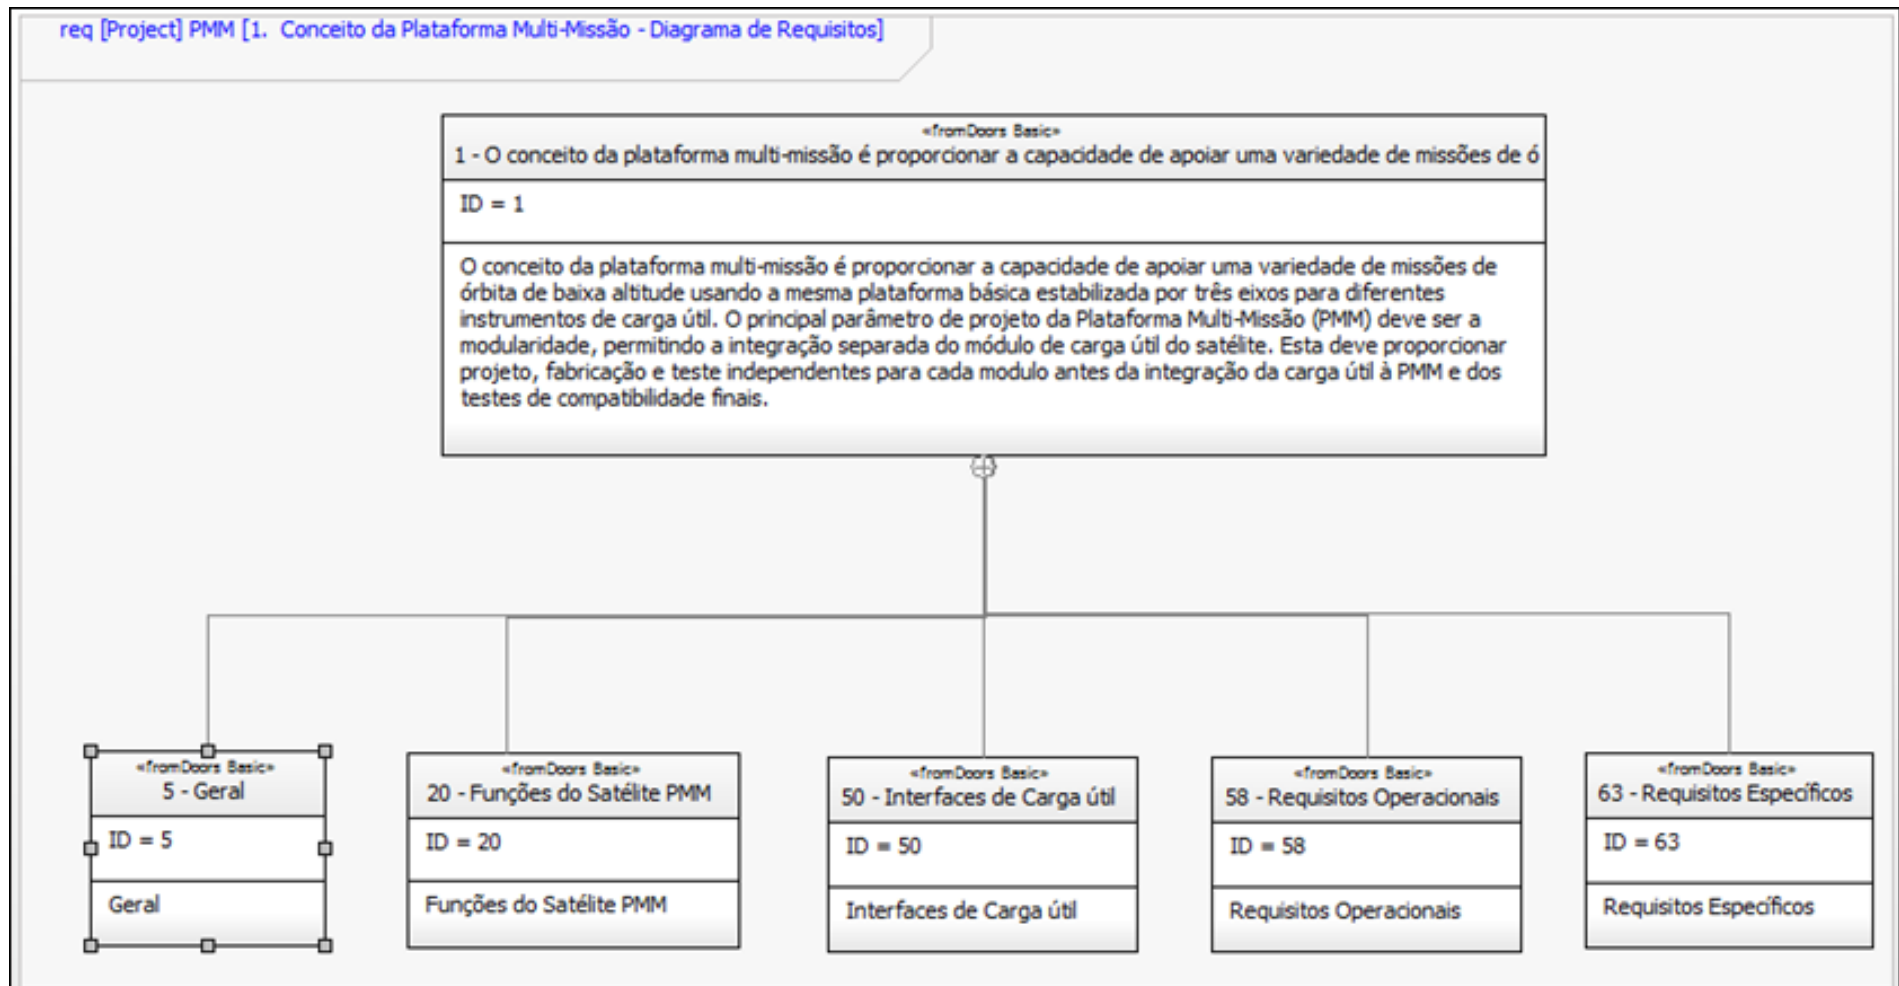 req [Project] PMM [1.  Conceito da Plataforma Multi-Missão - Diagrama de Requisitos]
«fromDoors Basic»
1 - O conceito da plataforma multi-missão é proporcionar a capacidade de apoiar uma variedade de missões de ó
ID = 1
O conceito da plataforma multi-missão é proporcionar a capacidade de apoiar uma variedade de missões de
órbita de baixa altitude usando a mesma plataforma básica estabilizada por três eixos para diferentes
instrumentos de carga útil. O principal parâmetro de projeto da Plataforma Multi-Missão (PMM) deve ser a
modularidade, permitindo a integração separada do módulo de carga útil do satélite. Esta deve proporcionar
projeto, fabricação e teste independentes para cada modulo antes da integração da carga útil à PMM e dos
testes de compatibilidade finais.
«fromDoors Basic»
5 - Geral
ID = 5
Geral
«fromDoors Basic»
20 - Funções do Satélite PMM
ID = 20
Funções do Satélite PMM
«fromDoors Basic»
50 - Interfaces de Carga útil
ID = 50
Interfaces de Carga útil
«fromDoors Basic»
58 - Requisitos Operacionais
ID = 58
Requisitos Operacionais
«fromDoors Basic»
63 - Requisitos Específicos
ID = 63
Requisitos Específicos